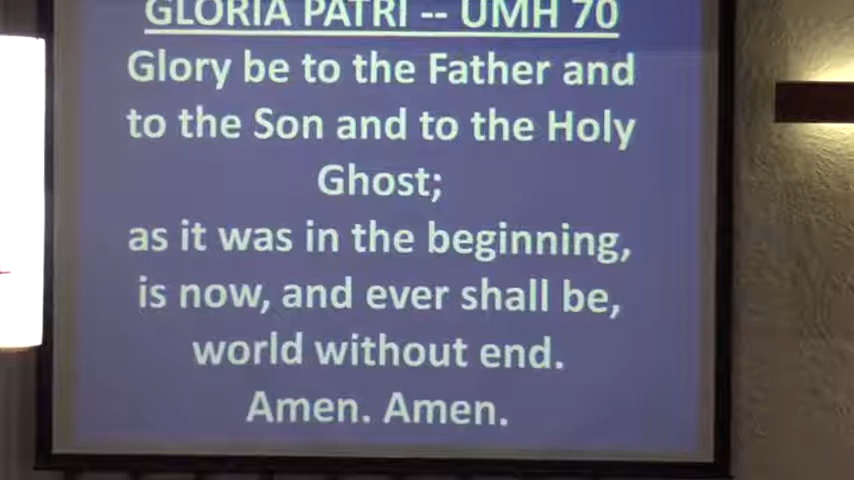 GLORIA PATRI -- UMH 70
Glory be to the Father and
to the Son and to the Holy
Ghost;
as it was in the beginning,
is now, and ever shall be,
world without end.
Amen. Amen.